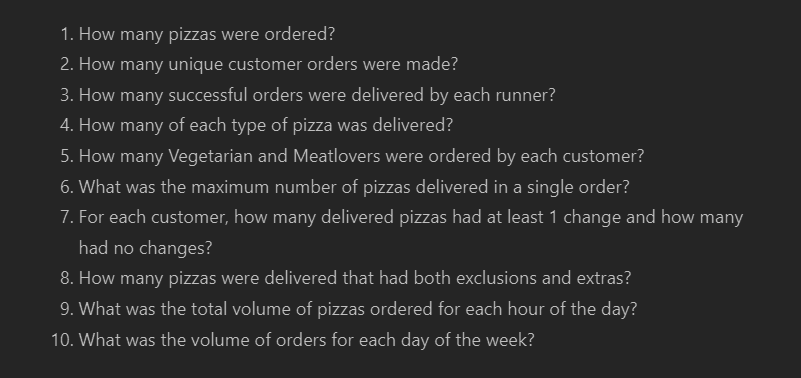 1. How many pizzas were ordered?
2. How many unique customer orders were made?
3. How many successful orders were delivered by each runner?
4. How many of each type of pizza was delivered?
5. How many Vegetarian and Meatlovers were ordered by each customer?
6. What was the maximum number of pizzas delivered in a single order?
7. For each customer, how many delivered pizzas had at least 1 change and how many
had no changes?
8. How many pizzas were delivered that had both exclusions and extras?
9. What was the total volume of pizzas ordered for each hour of the day?
10. What was the volume of orders for each day of the week?